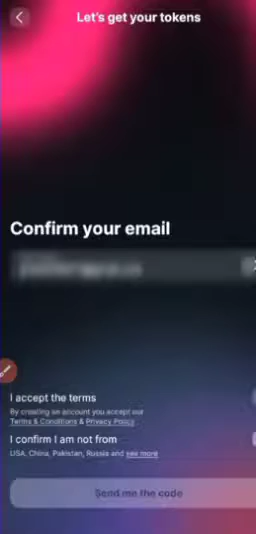 Let's get your tokens
Confirm your email
I accept the terms
By creating an account you accept our
Terms & Conditions & Privacy Policy
I confirm I am not from
USA, China, Pakistan, Russia and see more
Send me the code